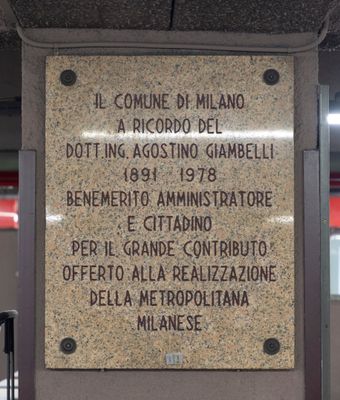 IL COMUNE DI MILANO
A RICORDO DEL
DOTT.ING. AGOSTINO GIAMBELLI
1891 1978
BENEMERITO AMMINISTRATORE
E CITTADINO
PER IL GRANDE CONTRIBUTO
OFFERTO ALLA REALIZZAZIONE
DELLA METROPOLITANA
MILANESE